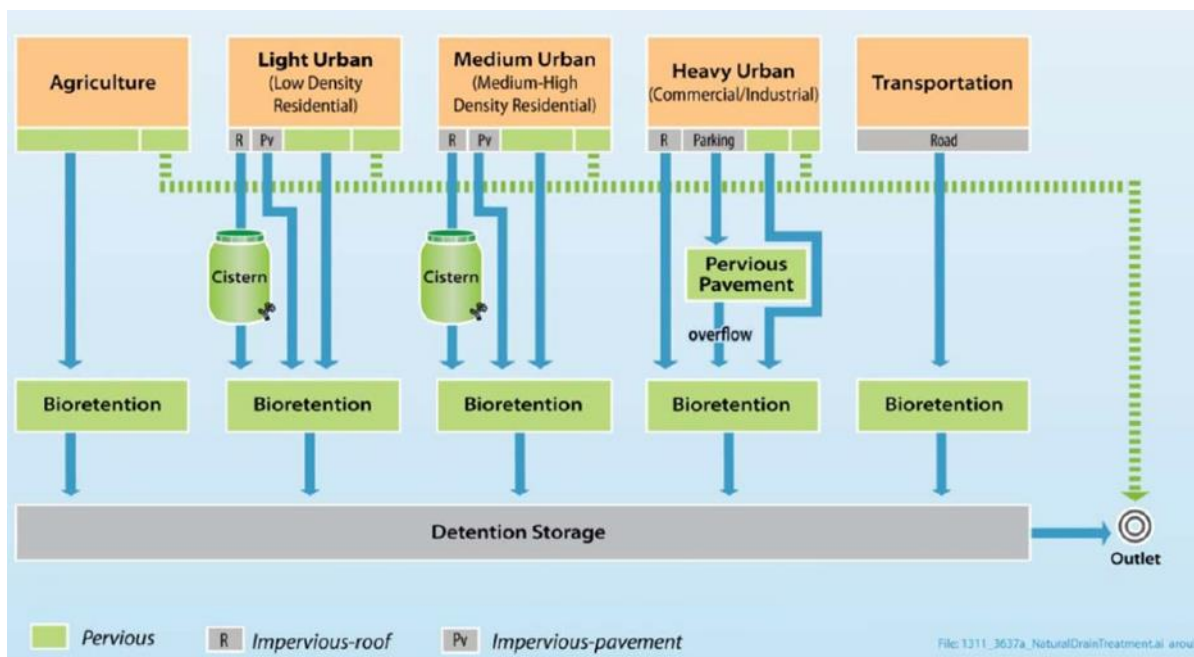 Agriculture
Light Urban
(Low Density
Residential)
Medium Urban
(Medium-High
Density Residential)
Heavy Urban
(Commercial/Industrial)
Transportation
R
Pv
R
Pv
R
Parking
Road
Cistern
Cistern
Pervious
Pavement
overflow
Bioretention
Bioretention
Bioretention
Bioretention
Bioretention
Detention Storage
Outlet
Pervious
R
Impervious-roof
Pv
Impervious-pavement
File: 1311_3637a_NaturalDrainTreatment.ai arou